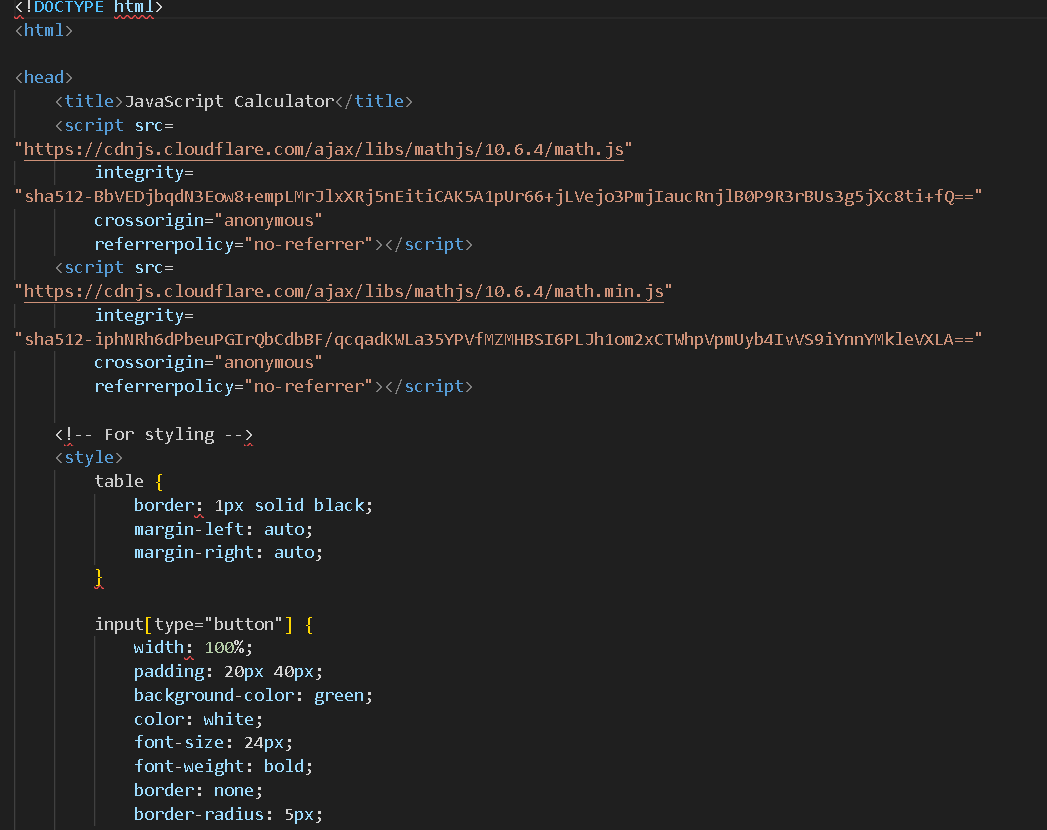 <!DOCTYPE html>
<html>
<head>
<title>JavaScript Calculator</title>
<script src=
"https://cdnjs.cloudflare.com/ajax/libs/mathjs/10.6.4/math.js"
integrity=
"sha512-BbVEDjbqdN3Eow8+empLMrJlxXRj5nEitiCAK5A1pUr66+jLVejo3PmjIaucRnjlB0P9R3rBUs3g5jXc8ti+fQ=="
crossorigin="anonymous"
referrerpolicy="no-referrer"></script>
<script src=
"https://cdnjs.cloudflare.com/ajax/libs/mathjs/10.6.4/math.min.js"
integrity=
"sha512-iphNRh6dPbeuPGIrQbCdbBF/qcqadKWLa35YPVfMZMHBSI6PLJh1om2xCTWhpVpmUyb4IvVS9iYnnYMkleVXLA=="
crossorigin="anonymous"
referrerpolicy="no-referrer"></script>
<!-- For styling -->
<style>
table {
border: 1px solid black;
margin-left: auto;
margin-right: auto;
}
input[type="button"] {
width: 100%;
padding: 20px 40px;
background-color: green;
color: white;
font-size: 24px;
font-weight: bold;
border: none;
border-radius: 5px;